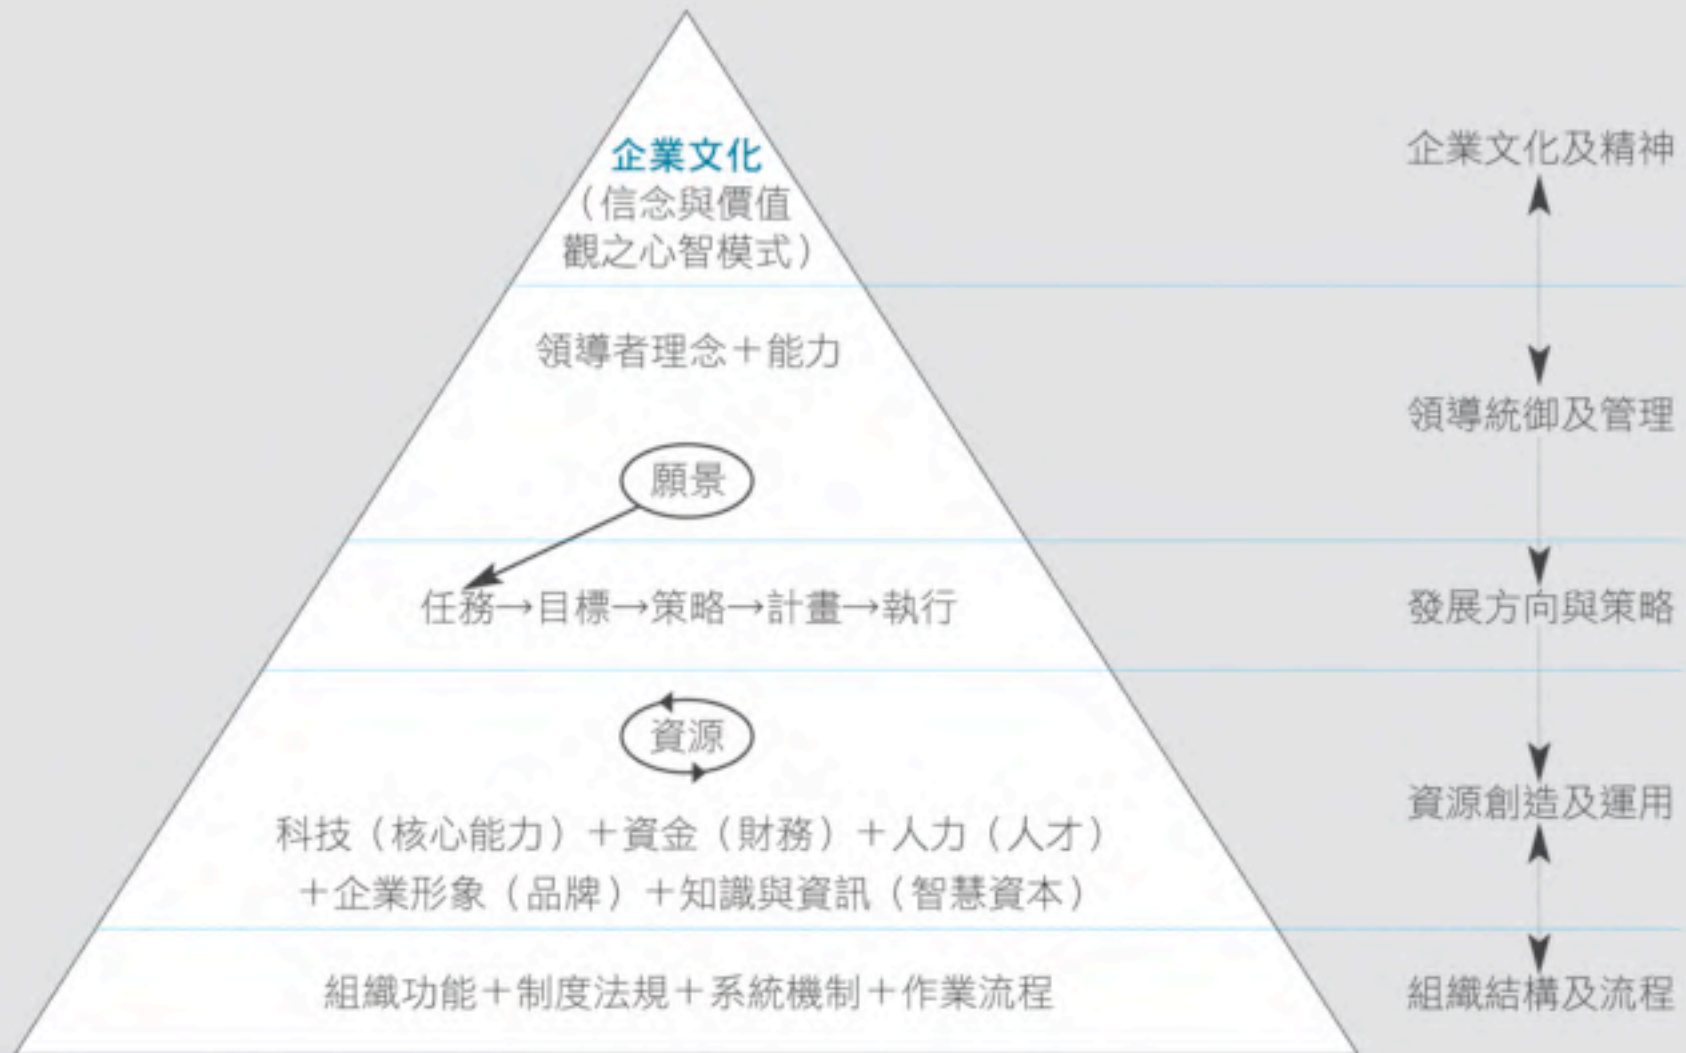 企業文化
（信念與價值
觀之心智模式）
企業文化及精神
領導者理念＋能力
領導統御及管理
願景
任務→目標→策略→計畫→執行
發展方向與策略
資源
科技（核心能力）＋資金（財務）＋人力（人才）
＋企業形象（品牌）＋知識與資訊（智慧資本）
資源創造及運用
組織功能＋制度法規＋系統機制＋作業流程
組織結構及流程